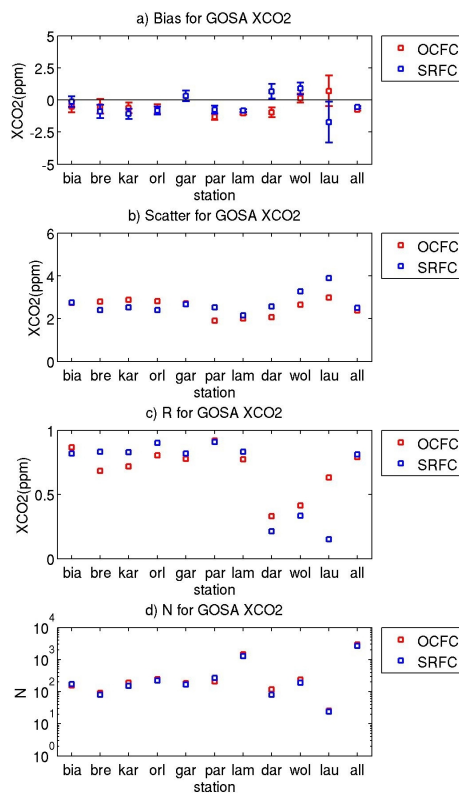 a) Bias for GOSA XCO2
5
2.5
0
-2.5
-5
XCO2(ppm)
bia bre kar orl gar par lam dar wol lau all
station
OCFC
SRFC
b) Scatter for GOSA XCO2
6
4
2
0
XCO2(ppm)
bia bre kar orl gar par lam dar wol lau all
station
OCFC
SRFC
c) R for GOSA XCO2
1
0.5
0
XCO2(ppm)
bia bre kar orl gar par lam dar wol lau all
station
OCFC
SRFC
d) N for GOSA XCO2
10^4
10^3
10^2
10^1
10^0
10^0
N
bia bre kar orl gar par lam dar wol lau all
station
OCFC
SRFC